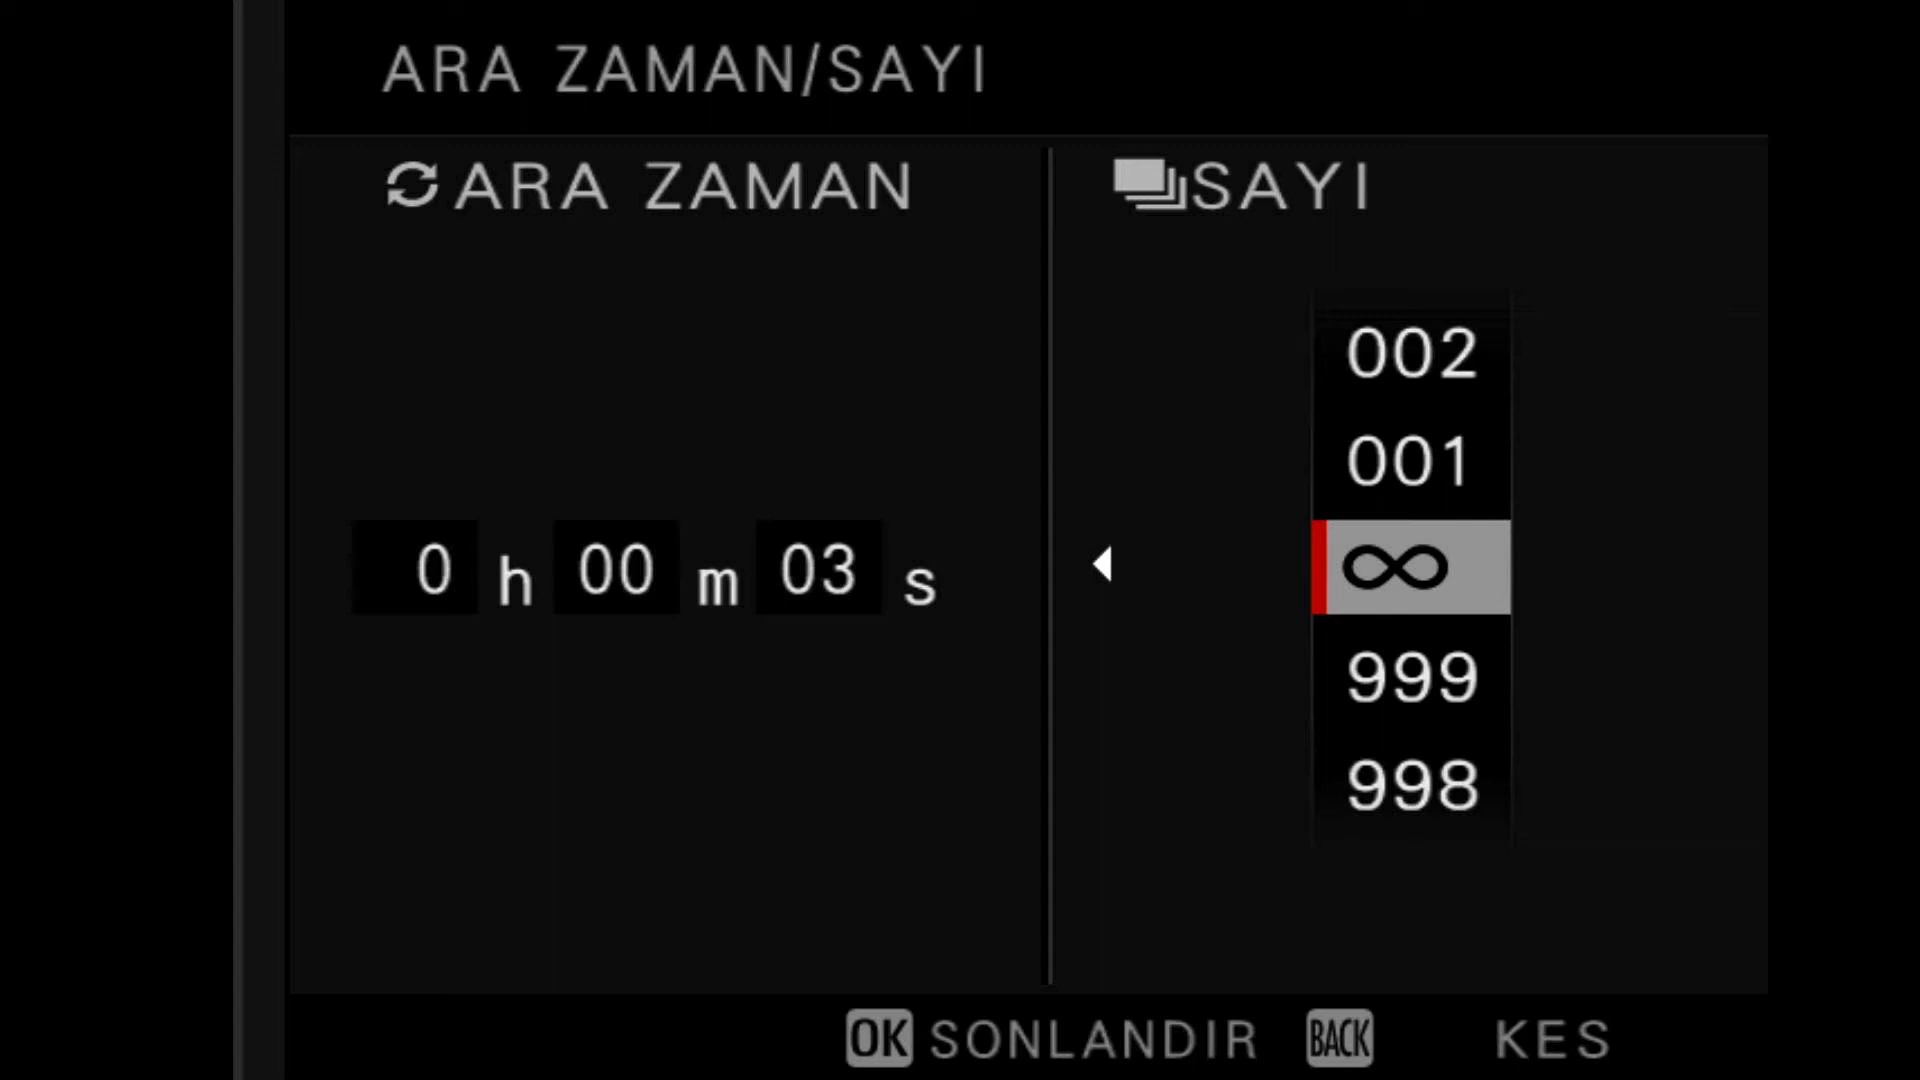 ARA ZAMAN/SAYI
ARA ZAMAN
0 h 00 m 03 s
SAYI
002
001
∞
999
998
OK SONLANDIR BACK KES